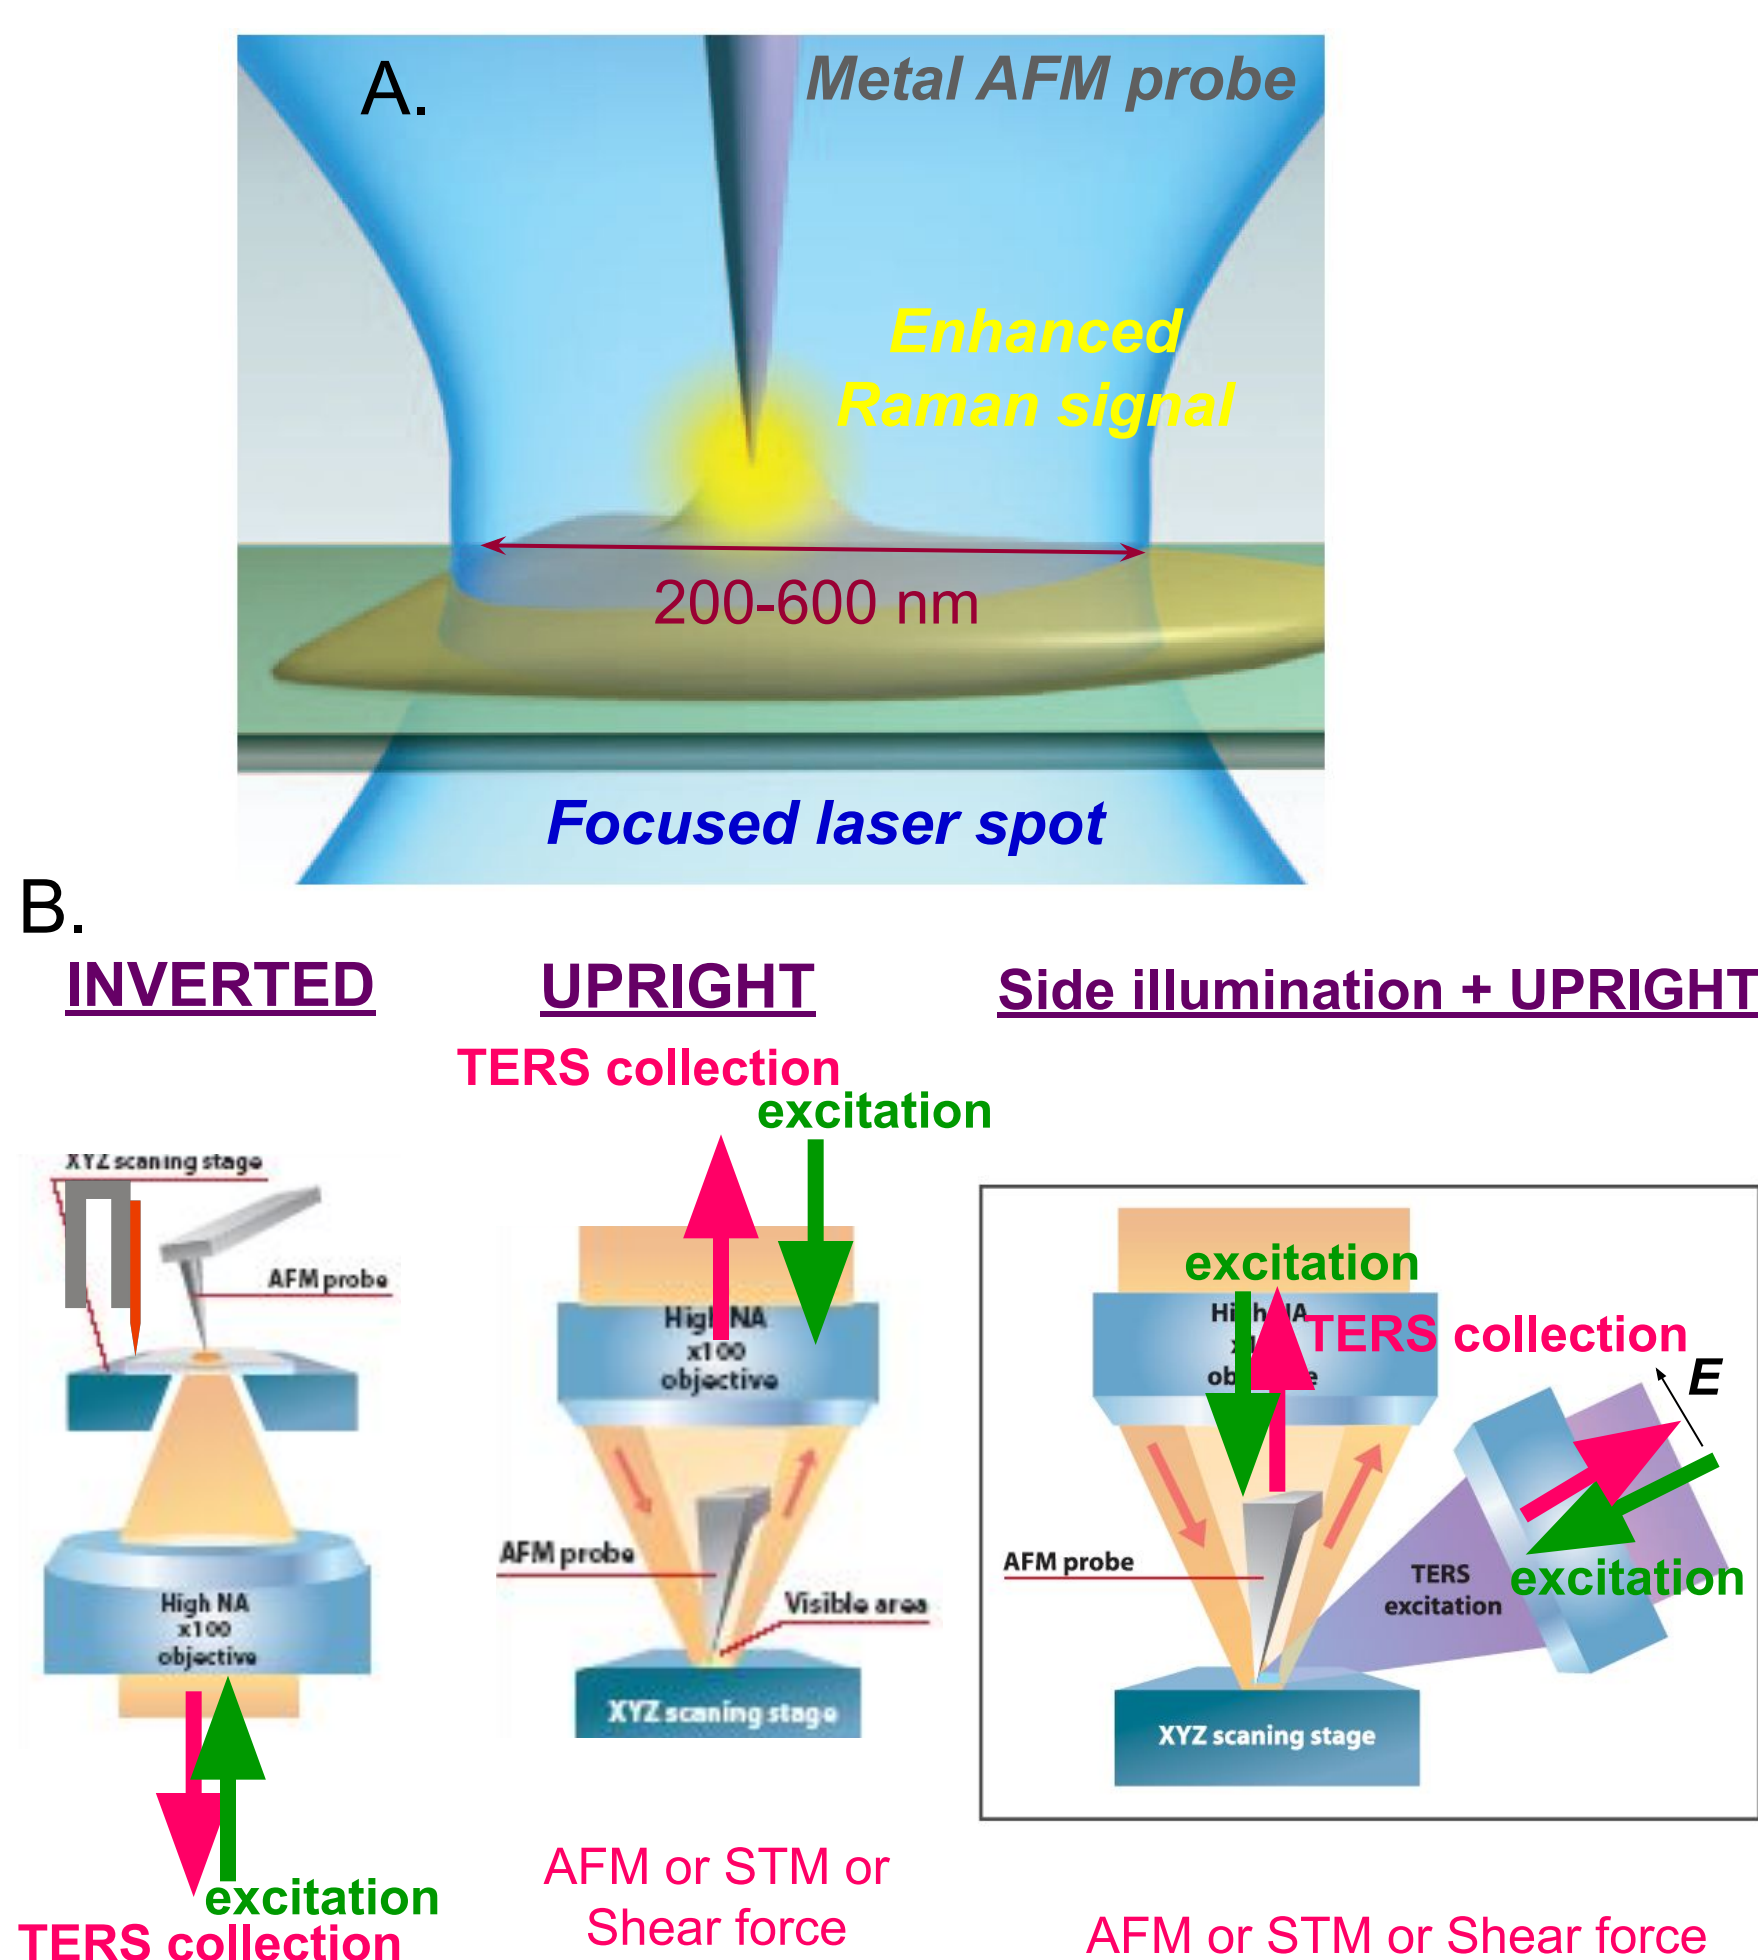 A.
Metal AFM probe
Enhanced
Raman signal
200-600 nm
Focused laser spot
B.
INVERTED
UPRIGHT
Side illumination + UPRIGHT
TERS collection
excitation
XYZ scaning stage
AFM probe
High NA
x100
objective
excitation
TERS collection
High NA
x100
objective
AFM probe
Visible area
XYZ scaning stage
AFM or STM or
Shear force
excitation
TERS collection
E
AFM probe
TERS
excitation
excitation
XYZ scaning stage
AFM or STM or Shear force